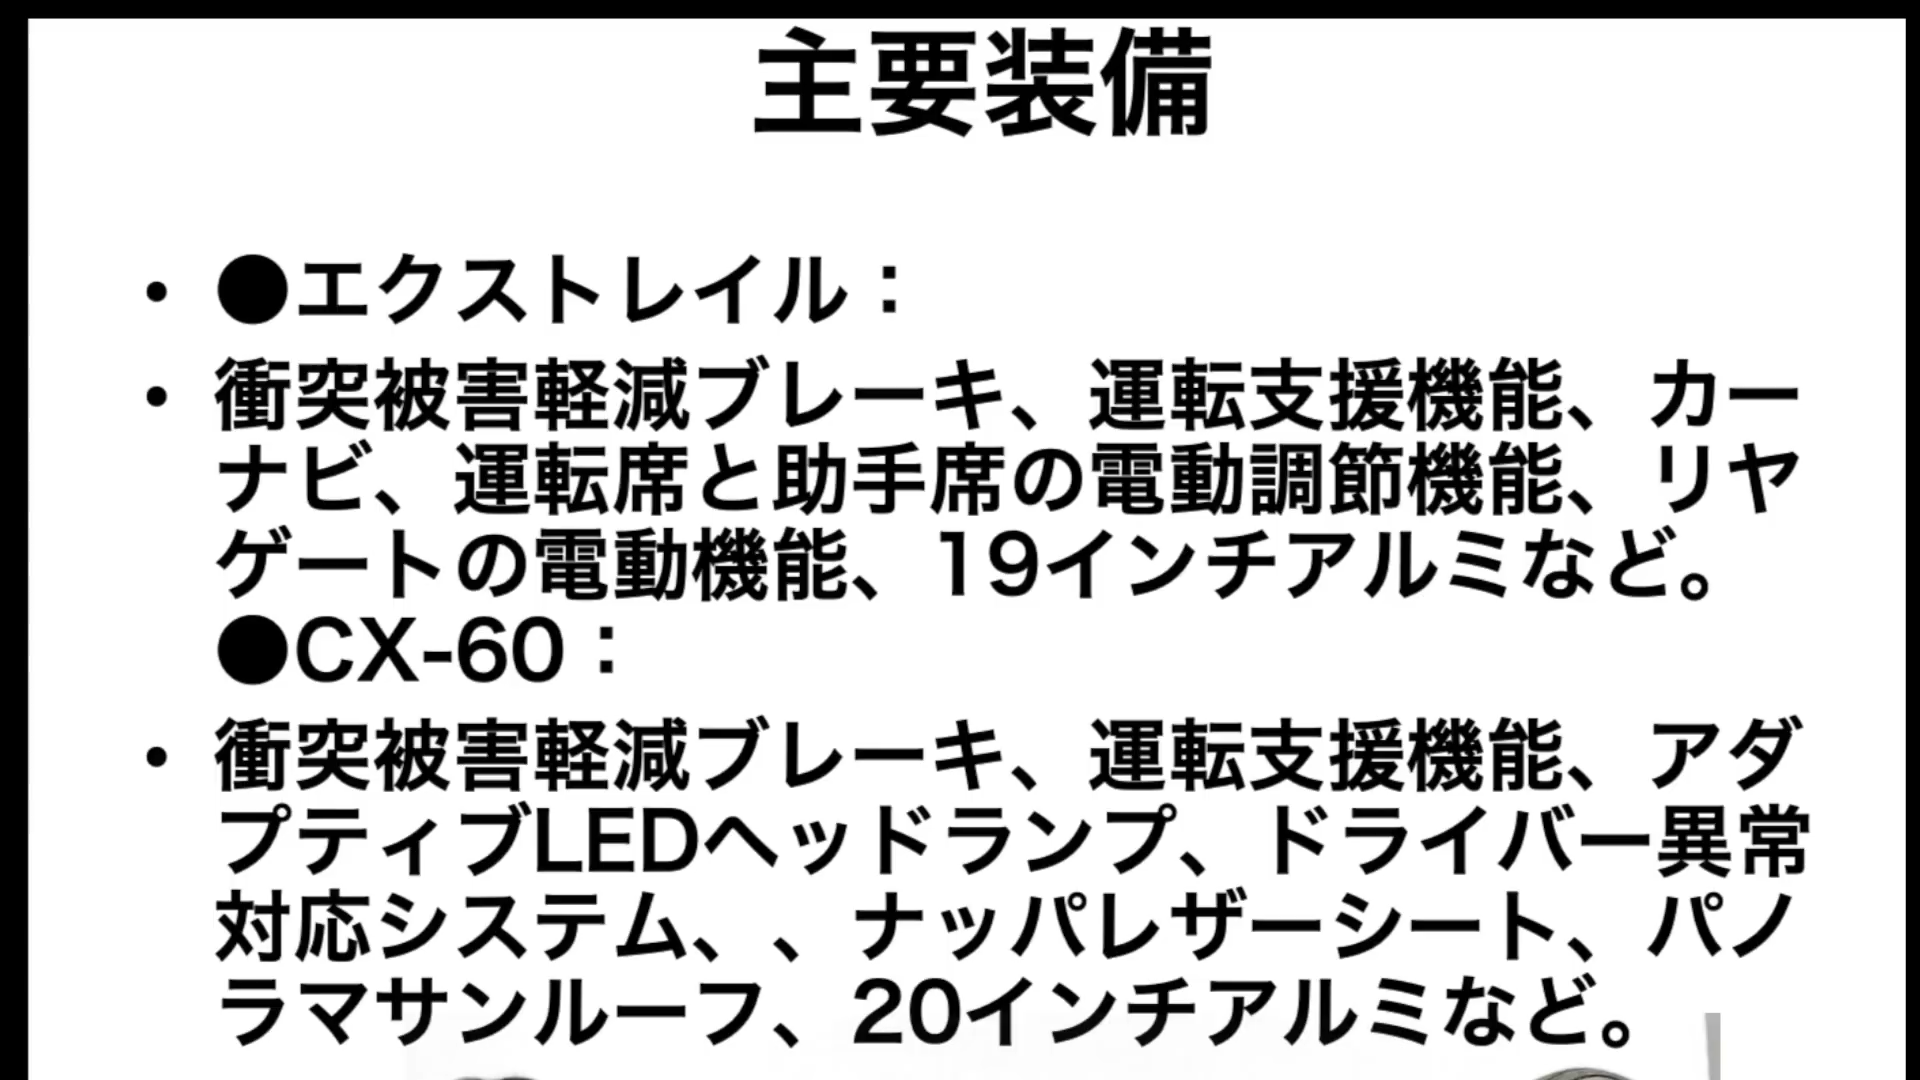 主要装備
• ●エクストレイル：
• 衝突被害軽減ブレーキ、運転支援機能、カー
ナビ、運転席と助手席の電動調節機能、リヤ
ゲートの電動機能、19インチアルミなど。
●CX-60：
• 衝突被害軽減ブレーキ、運転支援機能、アダ
プティブLEDヘッドランプ、ドライバー異常
対応システム、、ナッパレザーシート、パノ
ラマサンルーフ、20インチアルミなど。